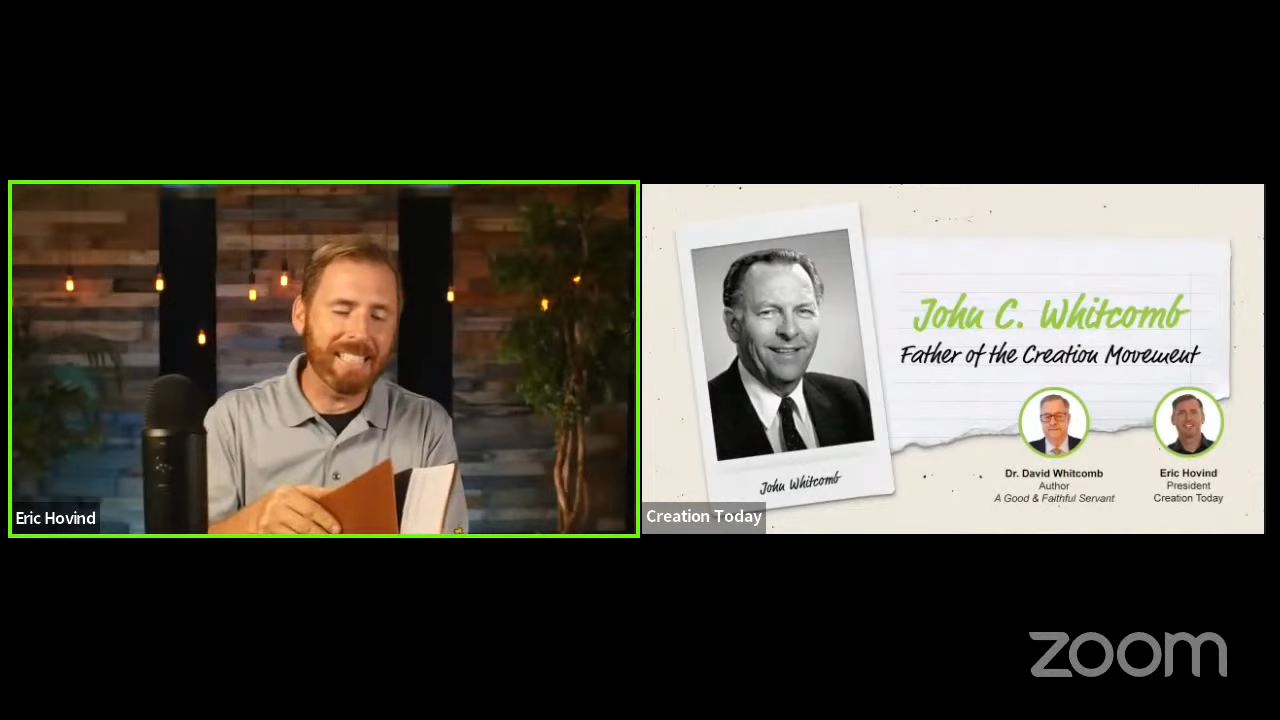 Eric Hovind
John C. Whitcomb
Father of the Creation Movement
John Whitcomb
Dr. David Whitcomb
Author
A Good & Faithful Servant
Eric Hovind
President
Creation Today
Creation Today
zoom